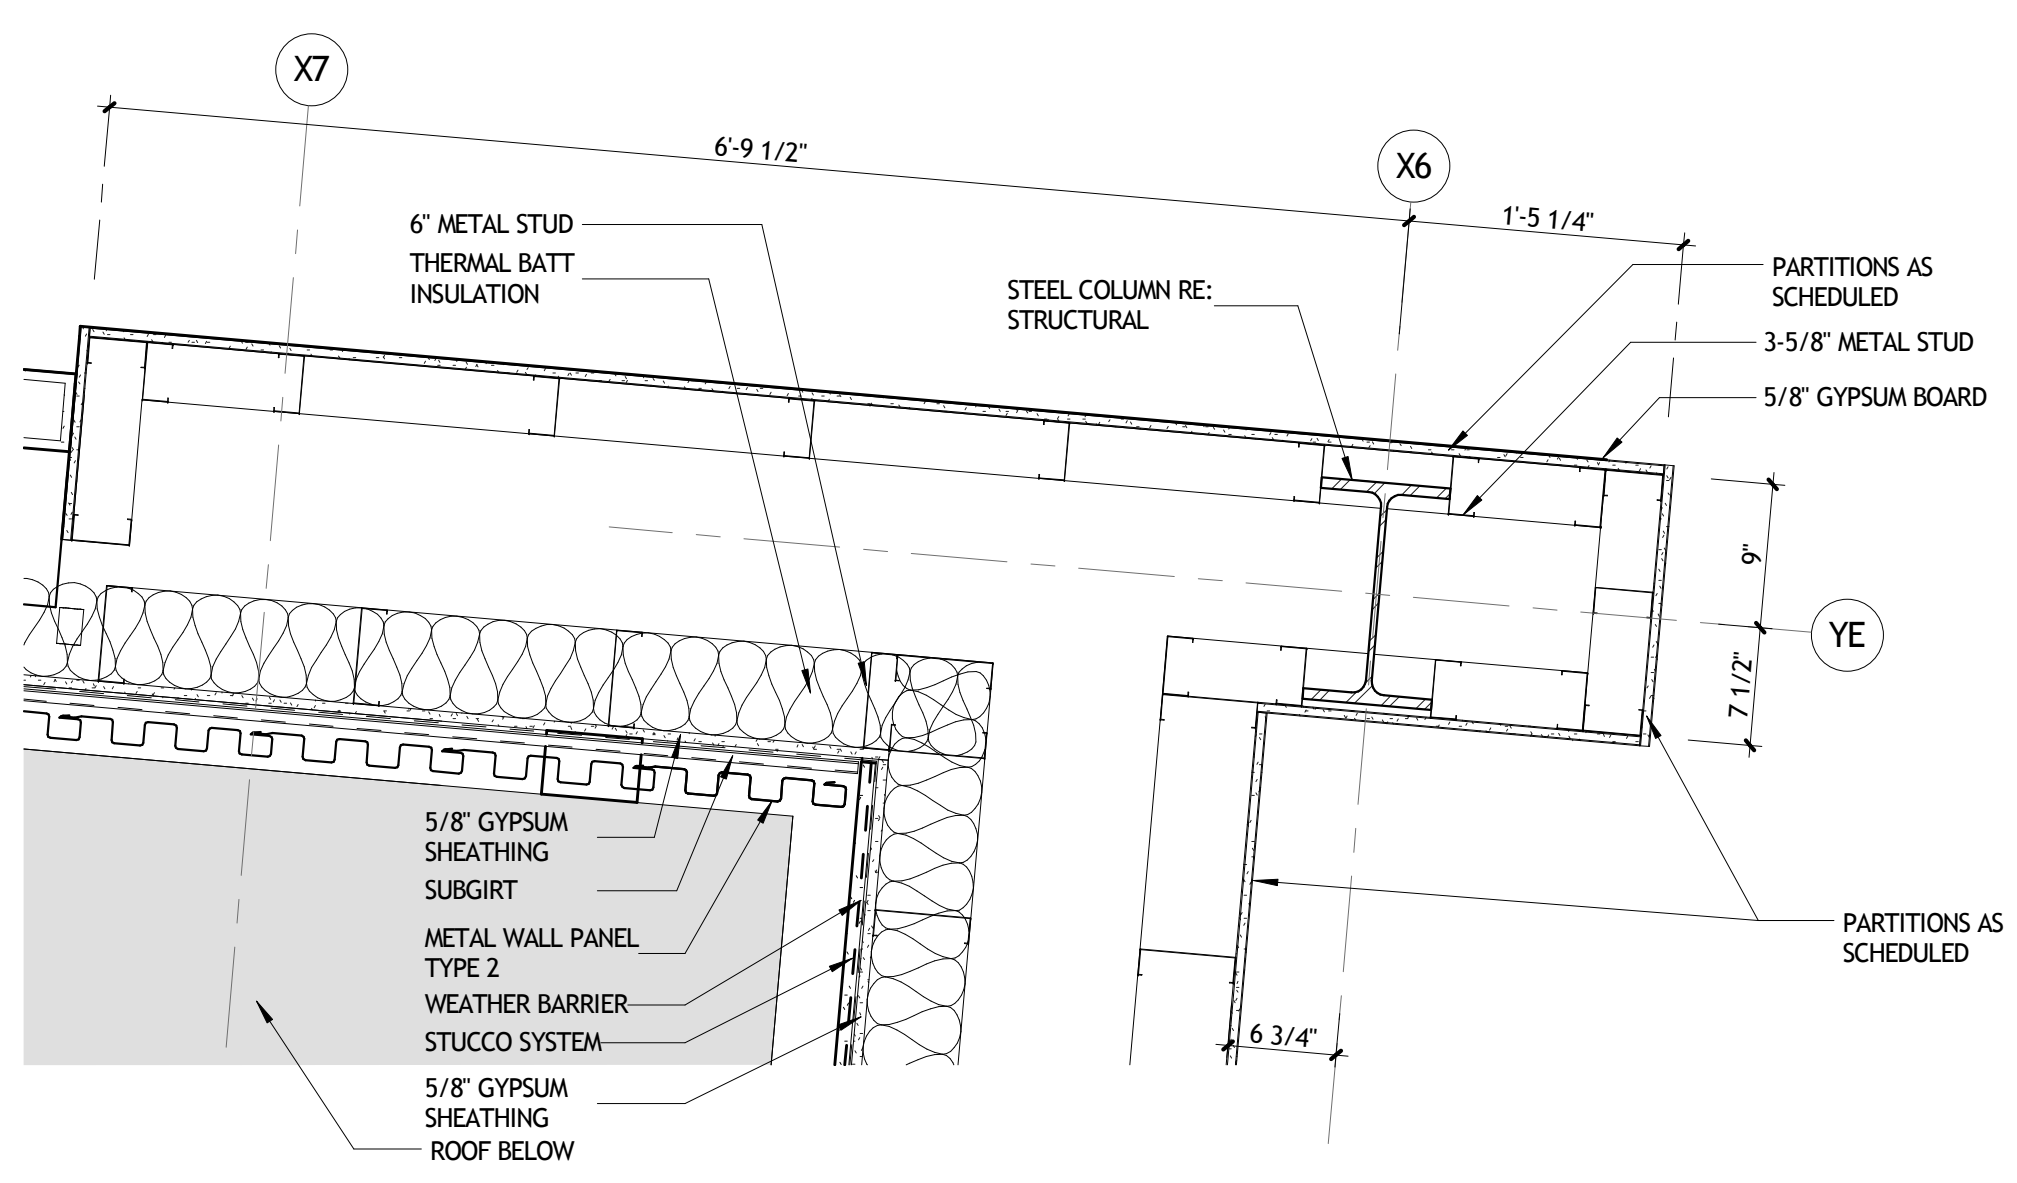 X7
6'-9 1/2"
X6
1'-5 1/4"
6" METAL STUD
THERMAL BATT
INSULATION
STEEL COLUMN RE:
STRUCTURAL
PARTITIONS AS
SCHEDULED
3-5/8" METAL STUD
5/8" GYPSUM BOARD
9"
YE
7 1/2"
5/8" GYPSUM
SHEATHING
SUBGIRT
METAL WALL PANEL
TYPE 2
WEATHER BARRIER
STUCCO SYSTEM
5/8" GYPSUM
SHEATHING
ROOF BELOW
PARTITIONS AS
SCHEDULED
6 3/4"